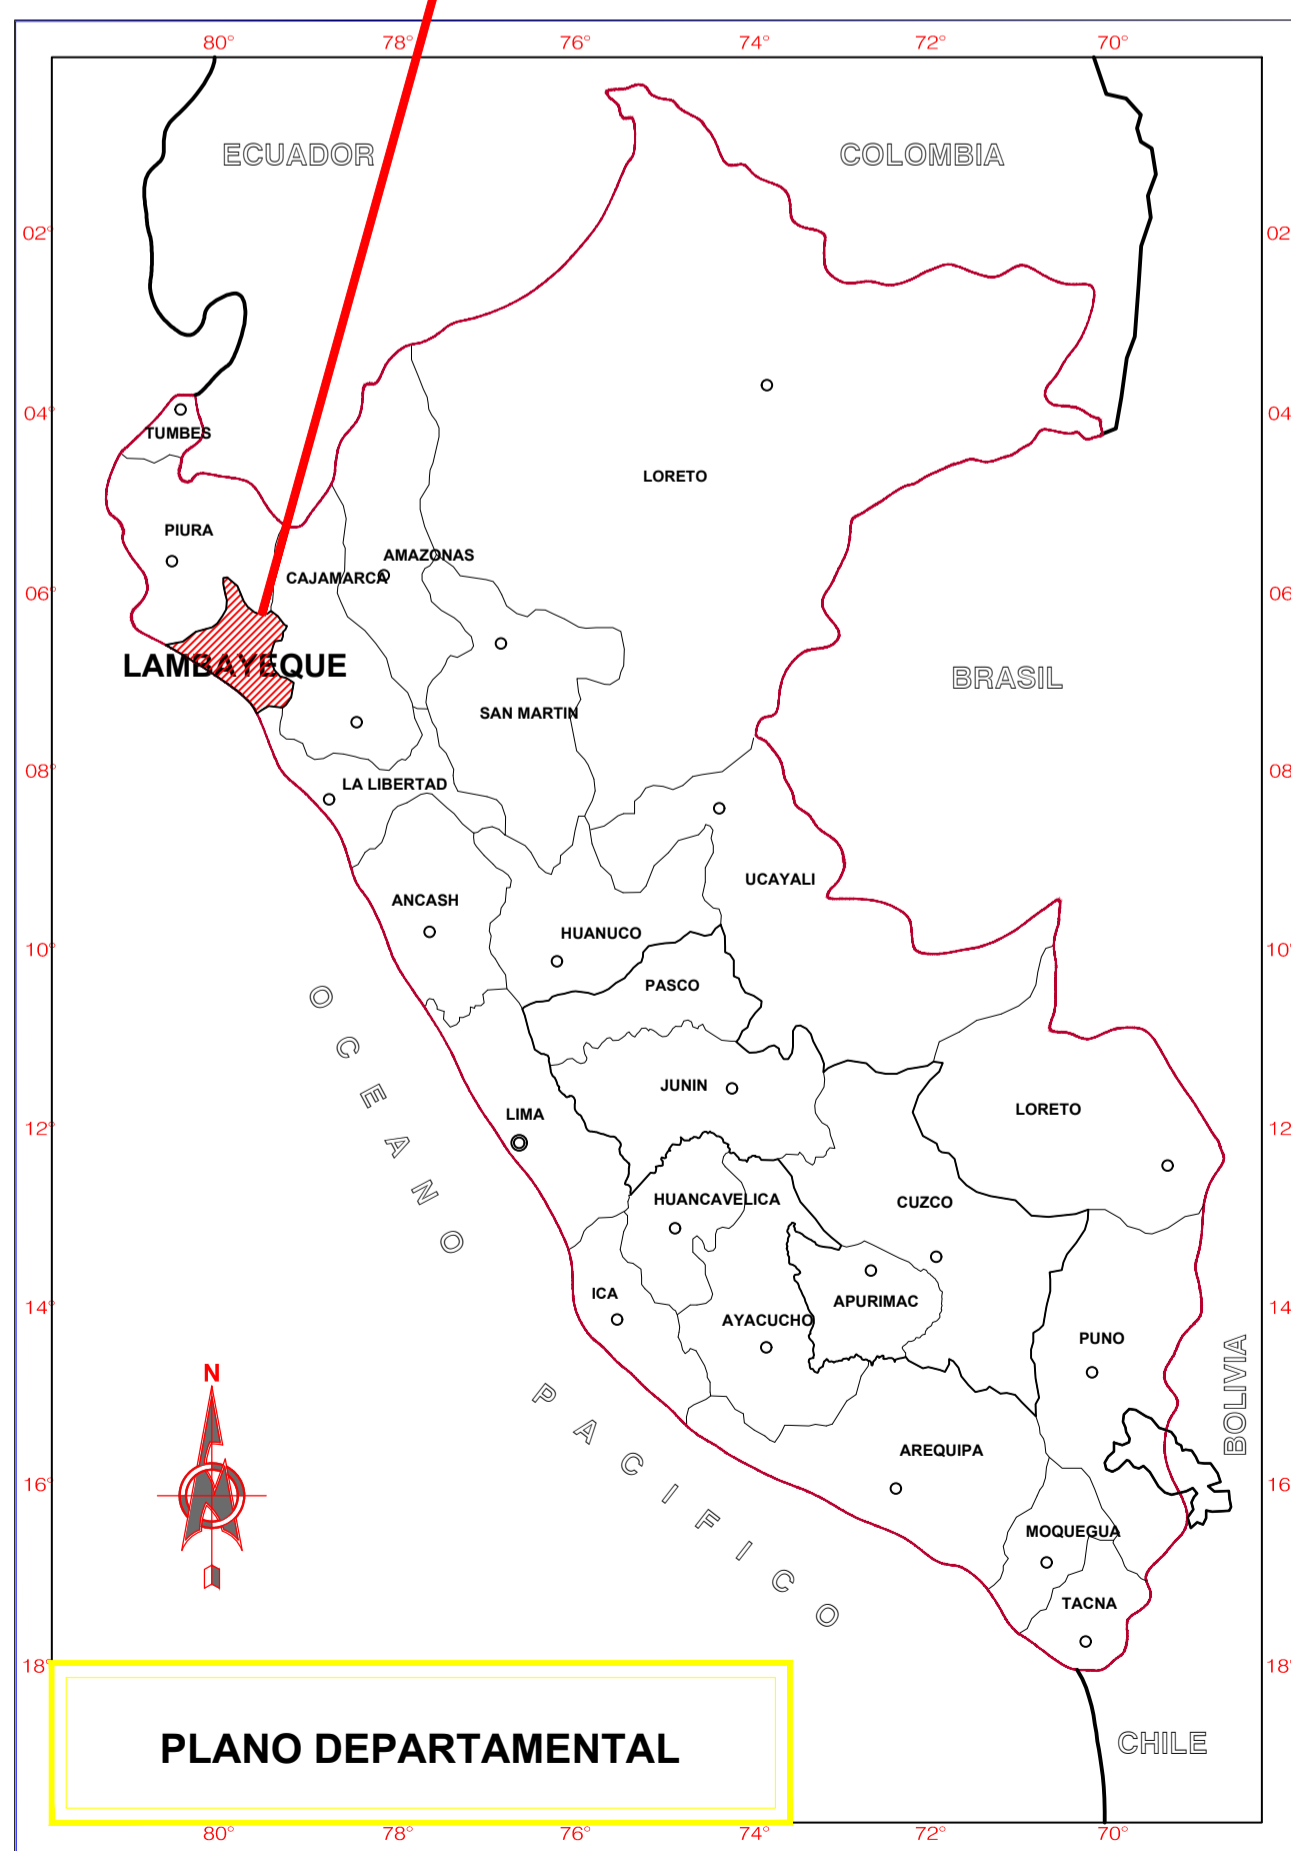 80° 78° 76° 74° 72° 70°
ECUADOR COLOMBIA
02° 02
04° 04
TUMBES
LORETO
PIURA
AMAZONAS
CAJAMARCA
06° 06
LAMBAYEQUE
BRASIL
SAN MARTIN
08° 08
LA LIBERTAD
UCAYALI
ANCASH
HUANUCO
10° 10°
PASCO
JUNIN
LORETO
LIMA
12° 12
HUANCAVELICA
CUZCO
OCEANO
ICA
APURIMAC
14° 14
AYACUCHO
PUNO
BOLIVIA
N
PACIFICO
AREQUIPA
16° 16
MOQUEGUA
TACNA
18° 18°
PLANO DEPARTAMENTAL
CHILE
80° 78° 76° 74° 72° 70°